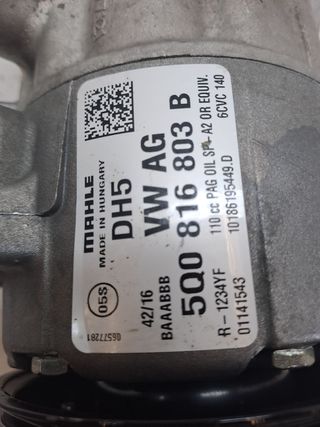 MAHLE
MADE IN HUNGARY
DH5
VW AG
5Q0 816 803 B
110 cc PAG OIL SP-A2 OR EQUIV.
6CVC 140
05S
42/16
BAAABBB
R-1234YF
10186195449.D
01141543
06577281